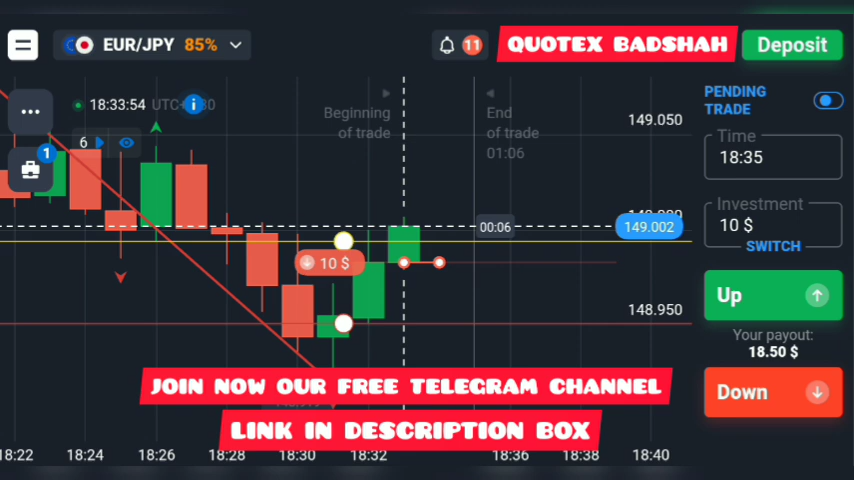 EUR/JPY 85%
11
QUOTEX BADSHAH
Deposit
18:33:54
i
6
1
Beginning
of trade
End
of trade
01:06
149.050
00:06
149.002
10 $
148.950
PENDING
TRADE
Time
18:35
Investment
10 $
SWITCH
Up
Your payout:
18.50 $
Down
JOIN NOW OUR FREE TELEGRAM CHANNEL
LINK IN DESCRIPTION BOX
18:22 18:24 18:26 18:28 18:30 18:32 18:36 18:38 18:40